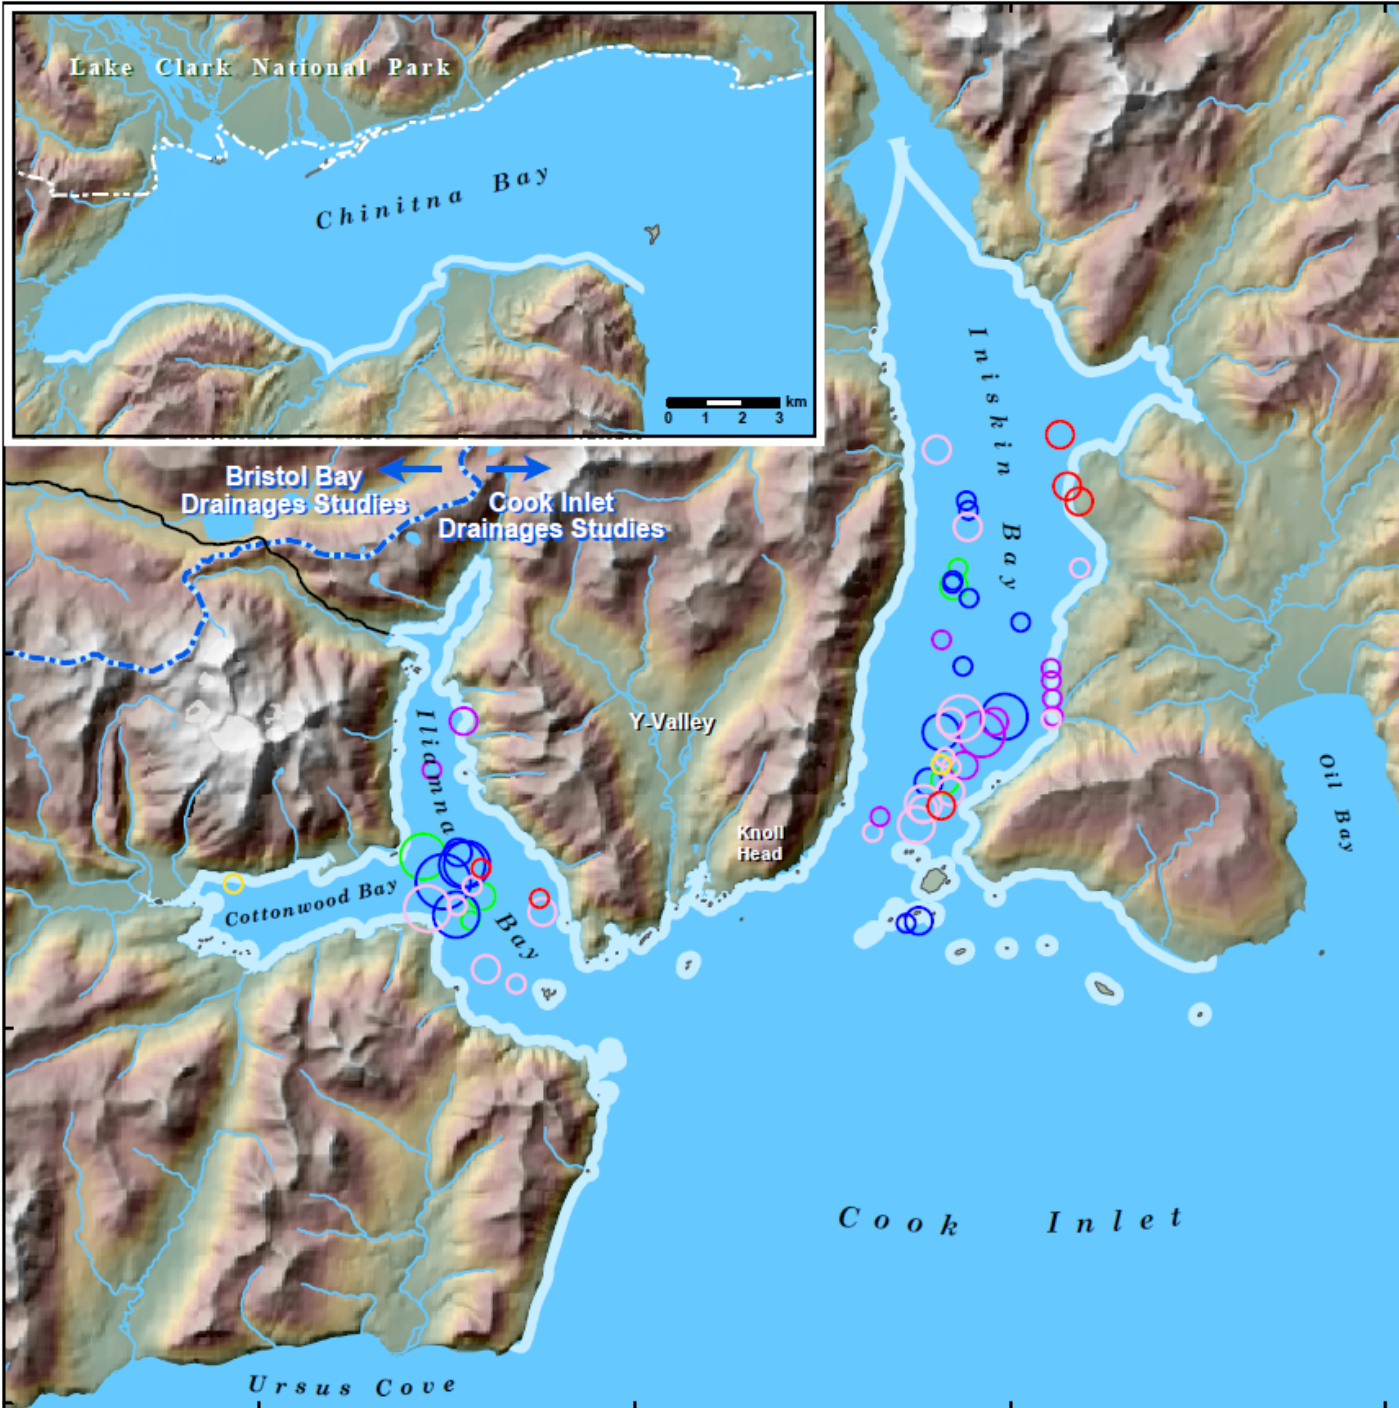 Lake Clark National Park
Chinitna Bay
km
0 1 2 3
Bristol Bay
Drainages Studies
Cook Inlet
Drainages Studies
Iniskin Bay
Iliamna Bay
Y-Valley
Knoll
Head
Oil Bay
Cottonwood Bay
Cook Inlet
Ursus Cove